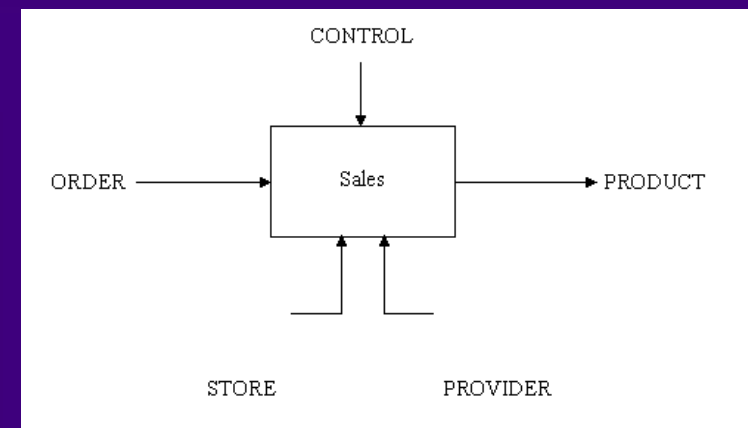 CONTROL
ORDER
Sales
PRODUCT
STORE
PROVIDER